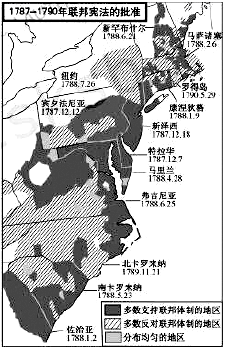 1787-1790年联邦宪法的批准
新罕布什尔
1788.6.21
马萨诸塞
1788.2.6
纽约
1788.7.26
罗得岛
1790.5.29
宾夕法尼亚
1787.12.12
康涅狄格
1788.1.9
新泽西
1787.12.18
特拉华
1787.12.7
马里兰
1788.4.28
弗吉尼亚
1788.6.25
北卡罗来纳
1789.11.21
南卡罗来纳
1788.5.23
佐治亚
1788.1.2
多数支持联邦体制的地区
多数反对联邦体制的地区
分布均匀的地区